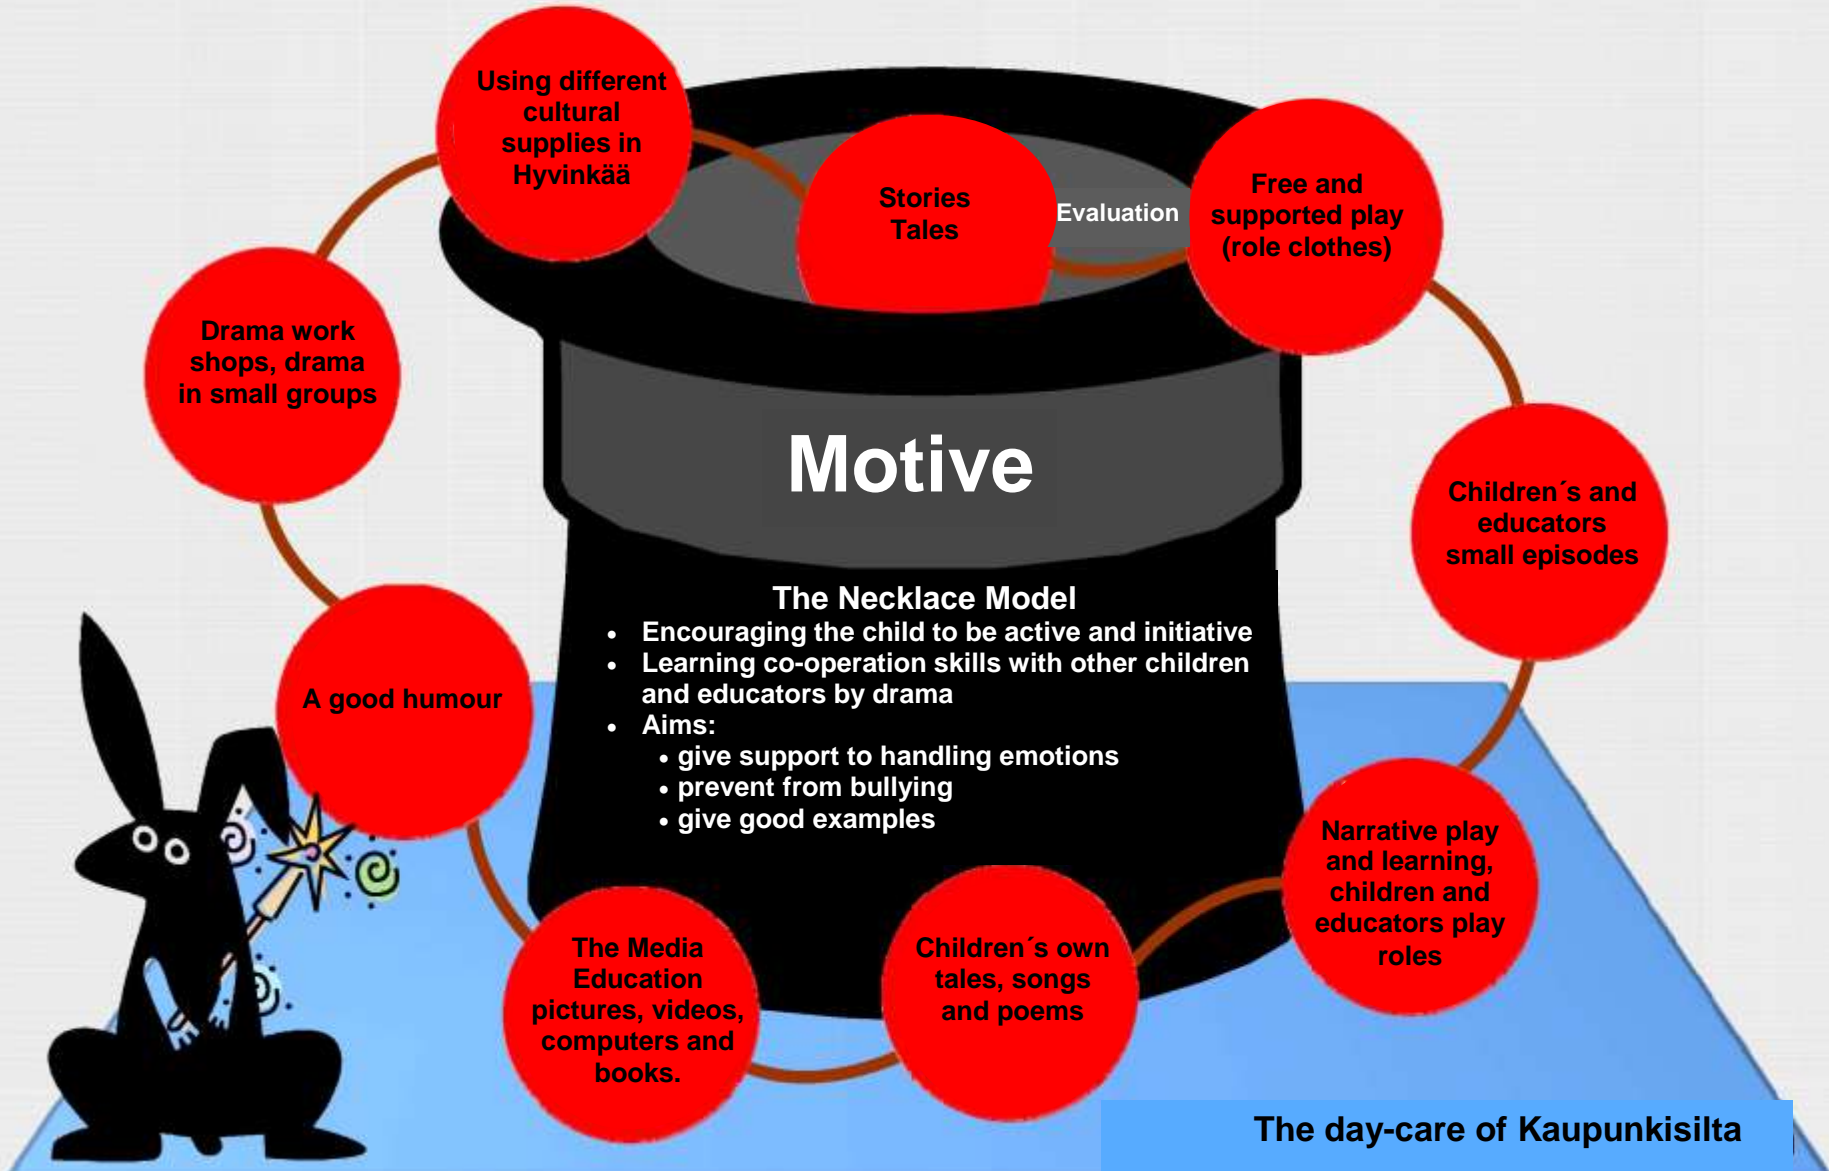 Using different
cultural
supplies in
Hyvinkää
Stories
Tales
Evaluation
Free and
supported play
(role clothes)
Drama work
shops, drama
in small groups
Motive
Children´s and
educators
small episodes
The Necklace Model
• Encouraging the child to be active and initiative
• Learning co-operation skills with other children
and educators by drama
• Aims:
• give support to handling emotions
• prevent from bullying
• give good examples
A good humour
Narrative play
and learning,
children and
educators play
roles
The Media
Education
pictures, videos,
computers and
books.
Children´s own
tales, songs
and poems
The day-care of Kaupunkisilta